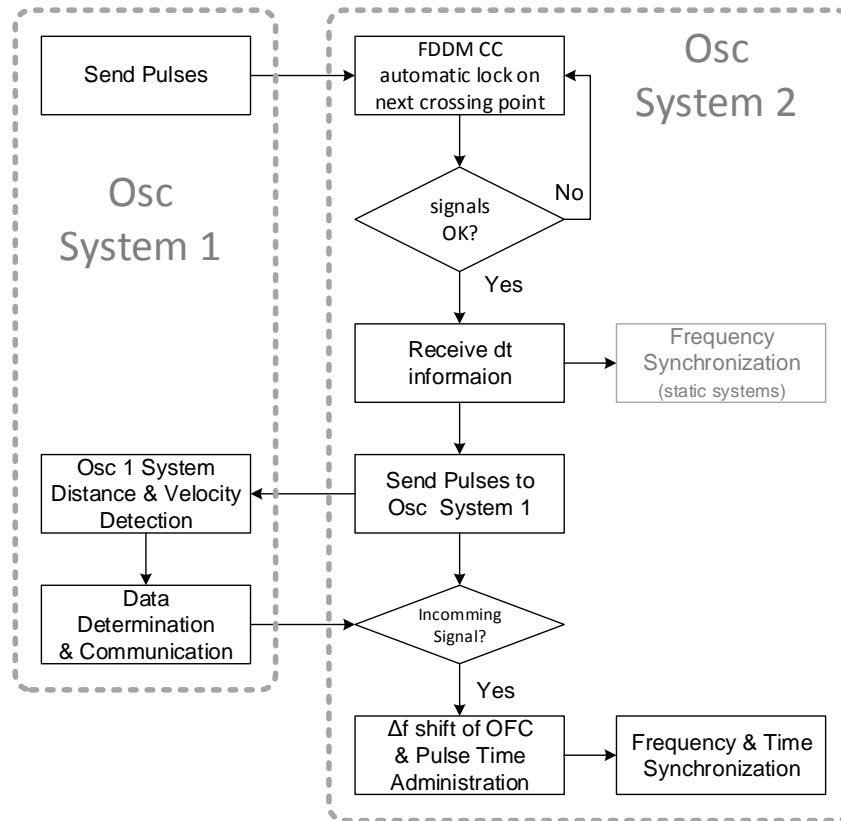 Send Pulses
FDDM CC
automatic lock on
next crossing point
Osc
System 2
Osc
System 1
signals
OK?
No
Yes
Receive dt
informaion
Frequency
Synchronization
(static systems)
Osc 1 System
Distance & Velocity
Detection
Send Pulses to
Osc System 1
Data
Determination
& Communication
Incomming
Signal?
Yes
Δf shift of OFC
& Pulse Time
Administration
Frequency & Time
Synchronization